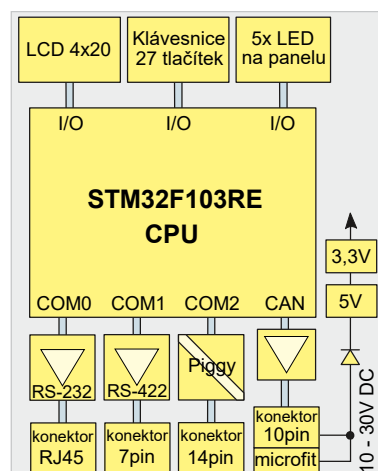 LCD 4x20
Klávesnice
27 tlačítek
5x LED
na panelu
I/O
I/O
I/O
STM32F103RE
CPU
3,3V
5V
COM0
COM1
COM2
CAN
RS-232
RS-422
Piggy
konektor
RJ45
konektor
7pin
konektor
14pin
konektor
10pin
microfit
10 - 30V DC